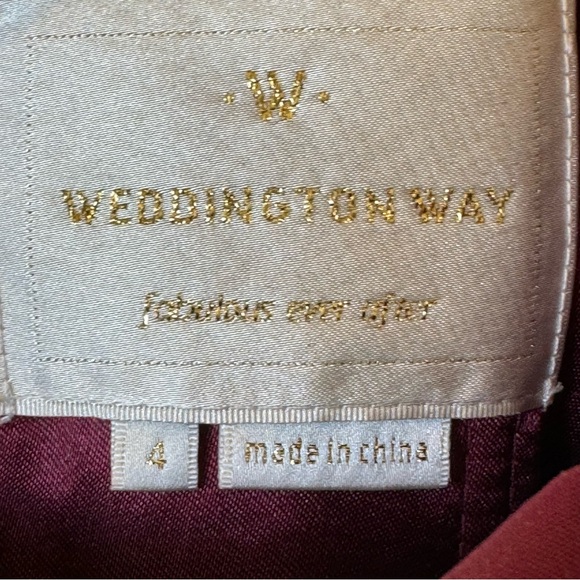 · W ·
WEDDINGTON WAY
fabulous ever after
4
made in china